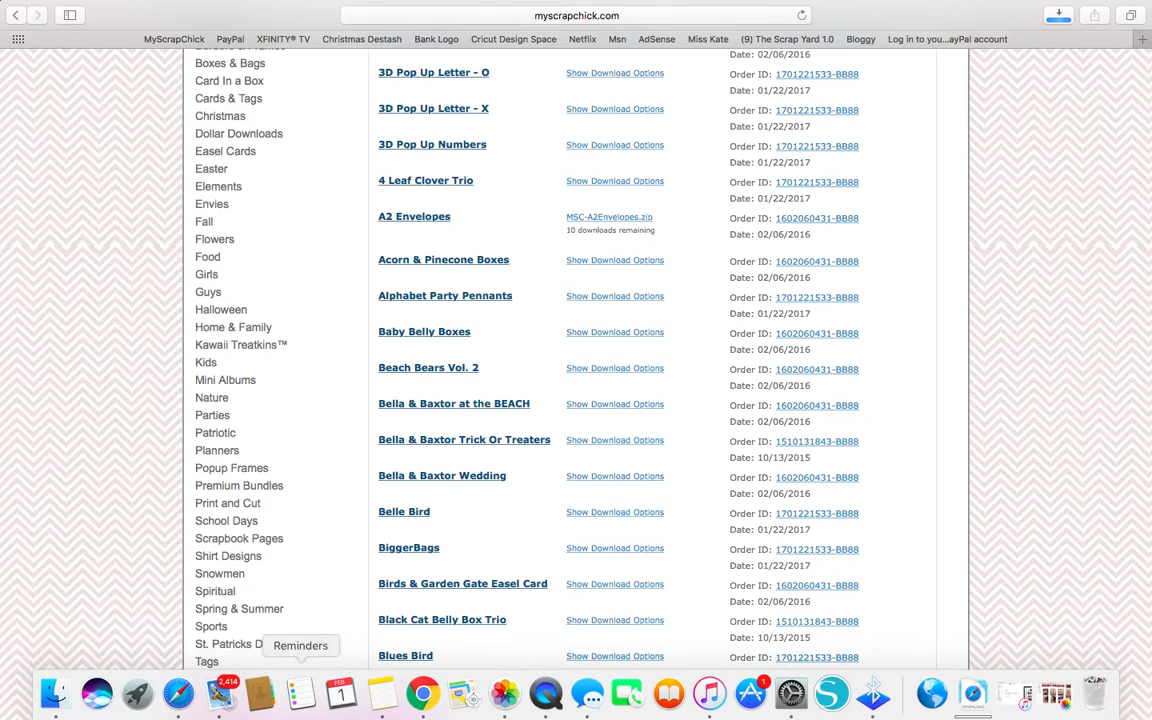 myscrapchick.com
MyScrapChick PayPal XFINITY® TV Christmas Destash Bank Logo Cricut Design Space Netflix Msn AdSense Miss Kate (9) The Scrap Yard 1.0 Bloggy Log in to you...ayPal account
Boxes & Bags
Card In a Box
Cards & Tags
Christmas
Dollar Downloads
Easel Cards
Easter
Elements
Envies
Fall
Flowers
Food
Girls
Guys
Halloween
Home & Family
Kawaii Treatkins™
Kids
Mini Albums
Nature
Parties
Patriotic
Planners
Popup Frames
Premium Bundles
Print and Cut
School Days
Scrapbook Pages
Shirt Designs
Snowmen
Spiritual
Spring & Summer
Sports
St. Patricks D
Tags
Date: 02/06/2016
3D Pop Up Letter - O Show Download Options Order ID: 1701221533-BB88
Date: 01/22/2017
3D Pop Up Letter - X Show Download Options Order ID: 1701221533-BB88
Date: 01/22/2017
3D Pop Up Numbers Show Download Options Order ID: 1701221533-BB88
Date: 01/22/2017
4 Leaf Clover Trio Show Download Options Order ID: 1701221533-BB88
Date: 01/22/2017
A2 Envelopes MSC-A2Envelopes.zip Order ID: 1602060431-BB88
10 downloads remaining Date: 02/06/2016
Acorn & Pinecone Boxes Show Download Options Order ID: 1602060431-BB88
Date: 02/06/2016
Alphabet Party Pennants Show Download Options Order ID: 1701221533-BB88
Date: 01/22/2017
Baby Belly Boxes Show Download Options Order ID: 1602060431-BB88
Date: 02/06/2016
Beach Bears Vol. 2 Show Download Options Order ID: 1602060431-BB88
Date: 02/06/2016
Bella & Baxtor at the BEACH Show Download Options Order ID: 1602060431-BB88
Date: 02/06/2016
Bella & Baxtor Trick Or Treaters Show Download Options Order ID: 1510131843-BB88
Date: 10/13/2015
Bella & Baxtor Wedding Show Download Options Order ID: 1602060431-BB88
Date: 02/06/2016
Belle Bird Show Download Options Order ID: 1701221533-BB88
Date: 01/22/2017
BiggerBags Show Download Options Order ID: 1701221533-BB88
Date: 01/22/2017
Birds & Garden Gate Easel Card Show Download Options Order ID: 1602060431-BB88
Date: 02/06/2016
Black Cat Belly Box Trio Show Download Options Order ID: 1510131843-BB88
Date: 10/13/2015
Blues Bird Show Download Options Order ID: 1701221533-BB88
Reminders
2,414
FEB
1
1